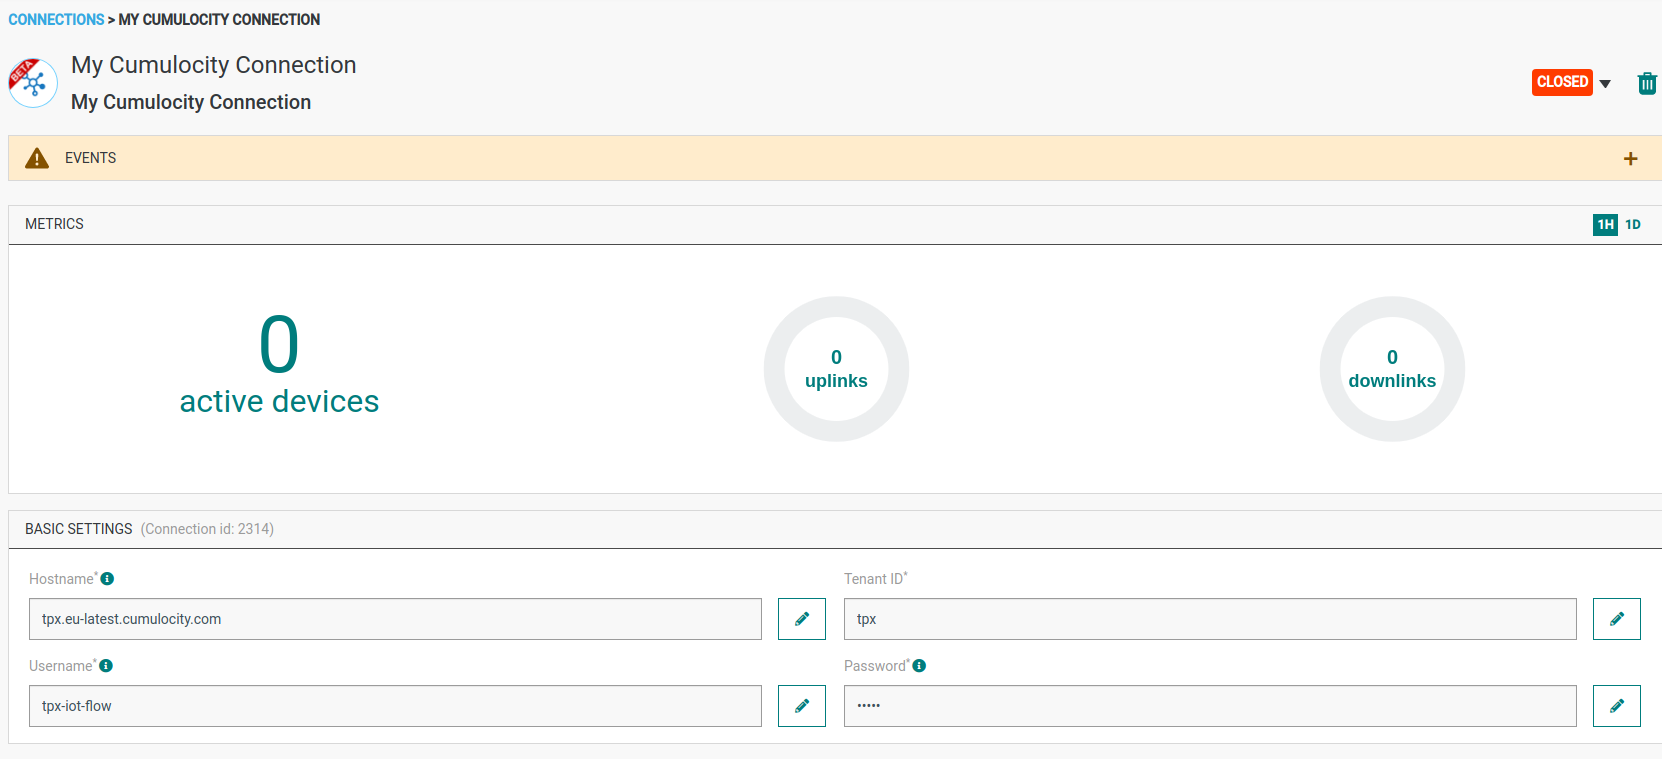 CONNECTIONS > MY CUMULOCITY CONNECTION
BETA
My Cumulocity Connection
My Cumulocity Connection
CLOSED
EVENTS
+
METRICS
1H 1D
0
active devices
0
uplinks
0
downlinks
BASIC SETTINGS (Connection id: 2314)
Hostname*
Tenant ID*
tpx.eu-latest.cumulocity.com
tpx
Username*
Password*
tpx-iot-flow
•••••